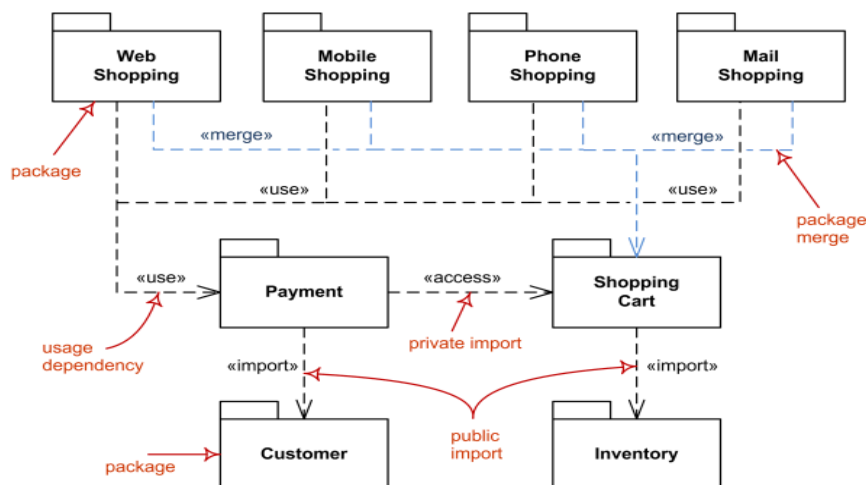 Web
Shopping
Mobile
Shopping
Phone
Shopping
Mail
Shopping
«merge»
«merge»
package
«use»
«use»
package
merge
«use»
Payment
«access»
Shopping
Cart
usage
dependency
private import
«import»
«import»
public
import
package
Customer
Inventory